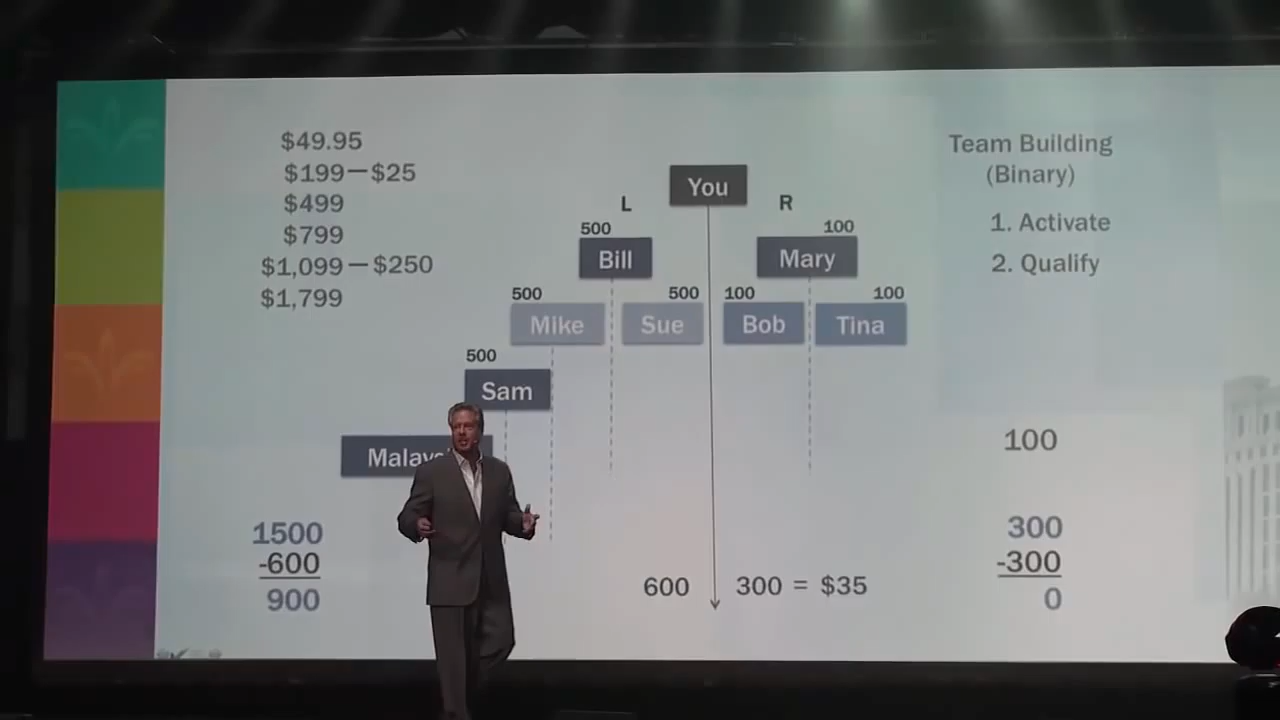 $49.95
$199—$25
$499
$799
$1,099—$250
$1,799
You
L
R
500
Bill
100
Mary
500
Mike
500
Sue
100
Bob
100
Tina
500
Sam
1500
-600
900
600
300 = $35
Team Building
(Binary)
1. Activate
2. Qualify
100
300
-300
0